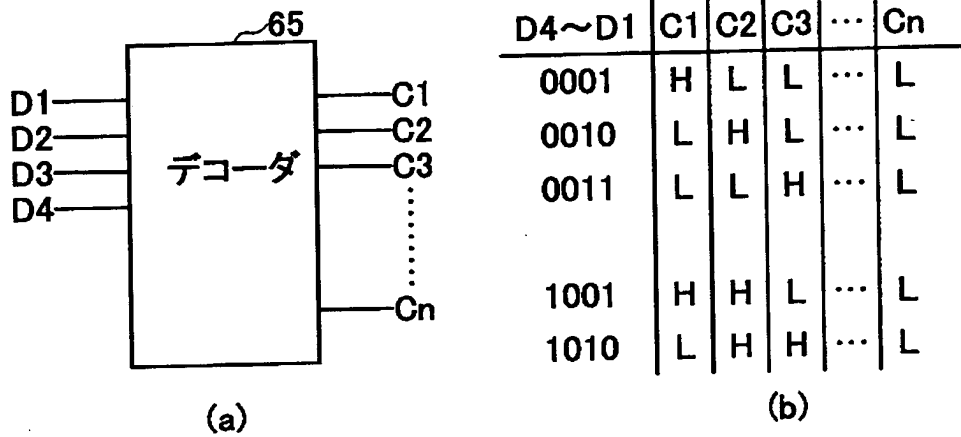 65
D1
D2
D3
D4
デコーダ
C1
C2
C3
Cn
(a)
D4～D1 C1 C2 C3 … Cn
0001 H L L … L
0010 L H L … L
0011 L L H … L
1001 H H L … L
1010 L H H … L
(b)